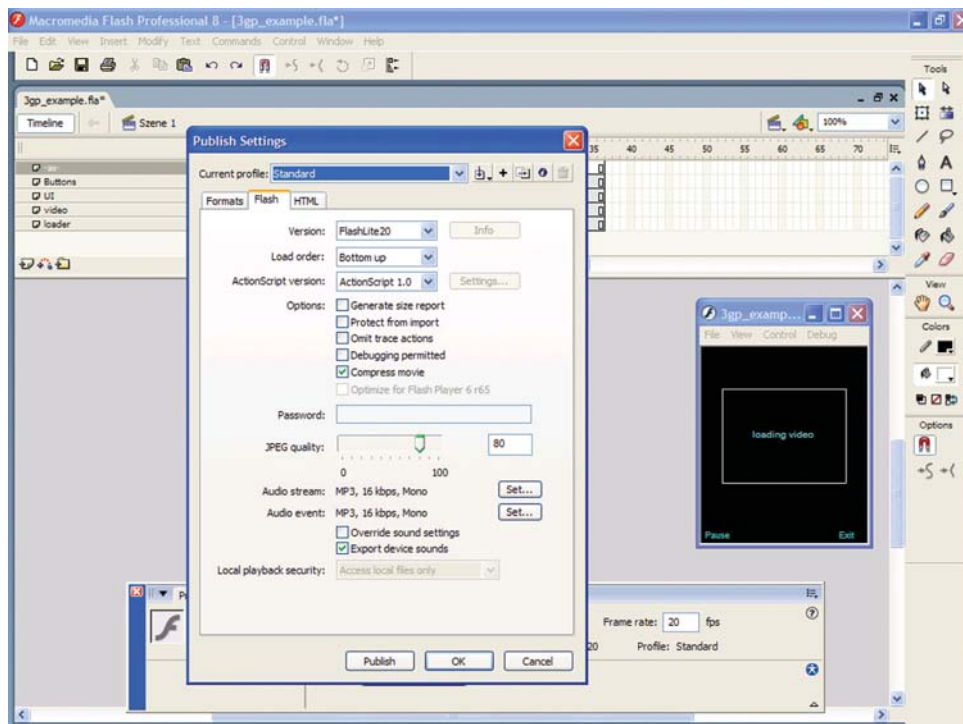 Macromedia Flash Professional 8 - [3gp_example.fla*]
File Edit View Insert Modify Text Commands Control Window Help
3gp_example.fla*
Timeline
Szene 1
100%
35 40 45 50 55 60 65 70
Buttons
UI
video
loader
Publish Settings
Current profile: Standard
Formats Flash HTML
Version: FlashLite20 Info
Load order: Bottom up
ActionScript version: ActionScript 1.0 Settings...
Options: Generate size report
Protect from import
Omit trace actions
Debugging permitted
Compress movie
Optimize for Flash Player 6 r65
Password:
JPEG quality: 80
0 100
Audio stream: MP3, 16 kbps, Mono Set...
Audio event: MP3, 16 kbps, Mono Set...
Override sound settings
Export device sounds
Local playback security: Access local files only
Publish OK Cancel
3gp_examp...
File View Control Debug
loading video
Pause Exit
Frame rate: 20 fps
20 Profile: Standard
Tools
View
Colors
Options